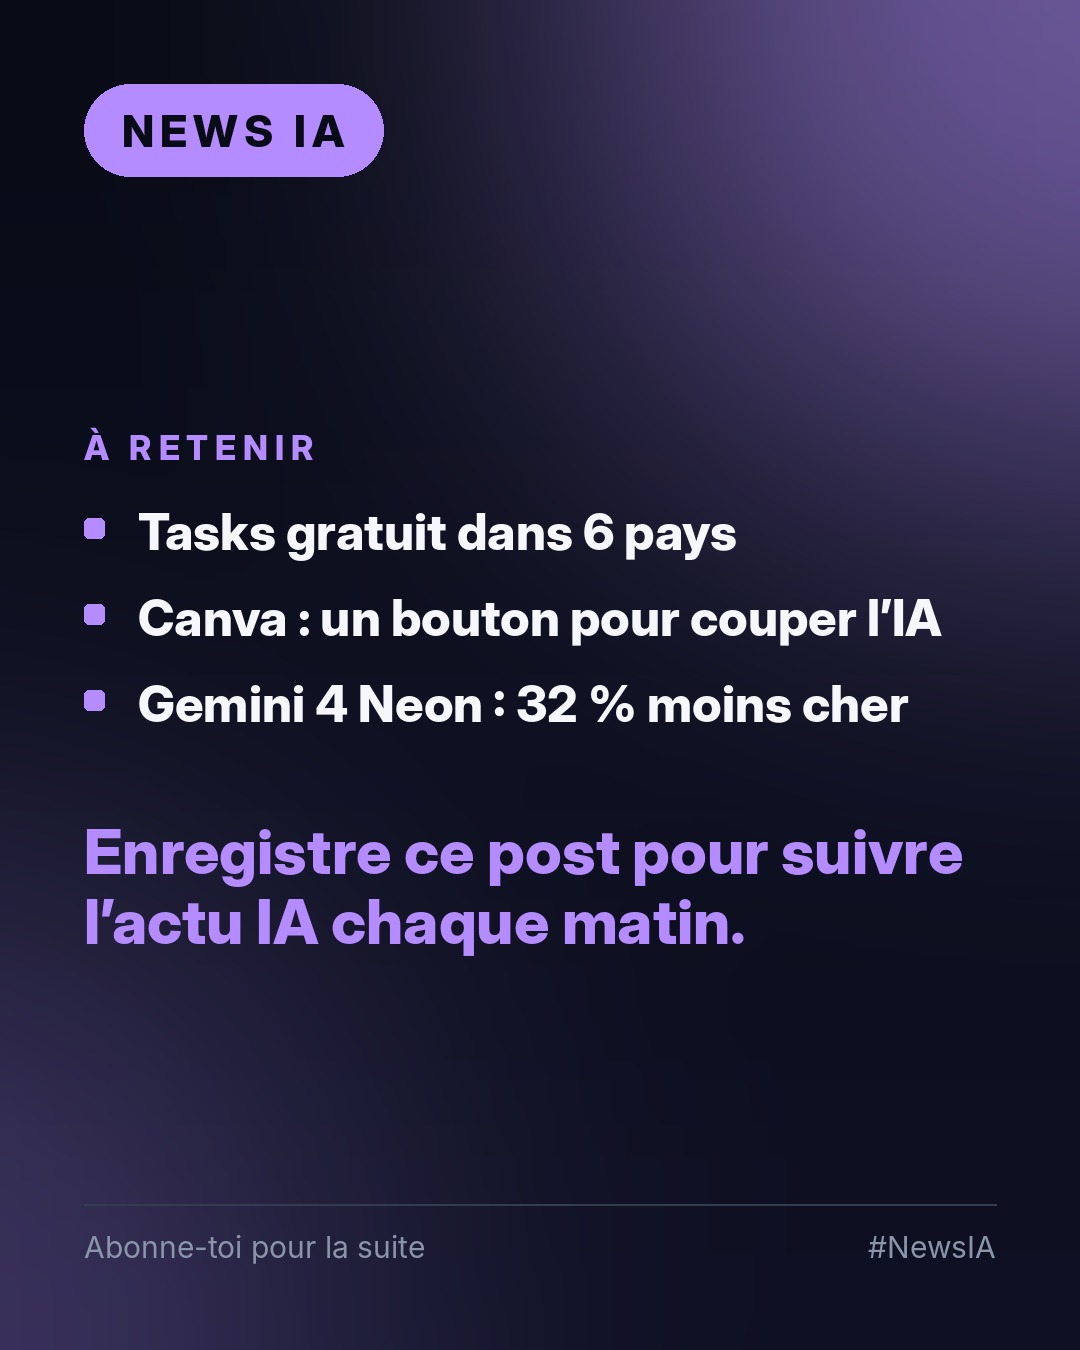 NEWS IA
À RETENIR
Tasks gratuit dans 6 pays
Canva : un bouton pour couper l’IA
Gemini 4 Neon : 32 % moins cher
Enregistre ce post pour suivre
l’actu IA chaque matin.
Abonne-toi pour la suite
#NewsIA